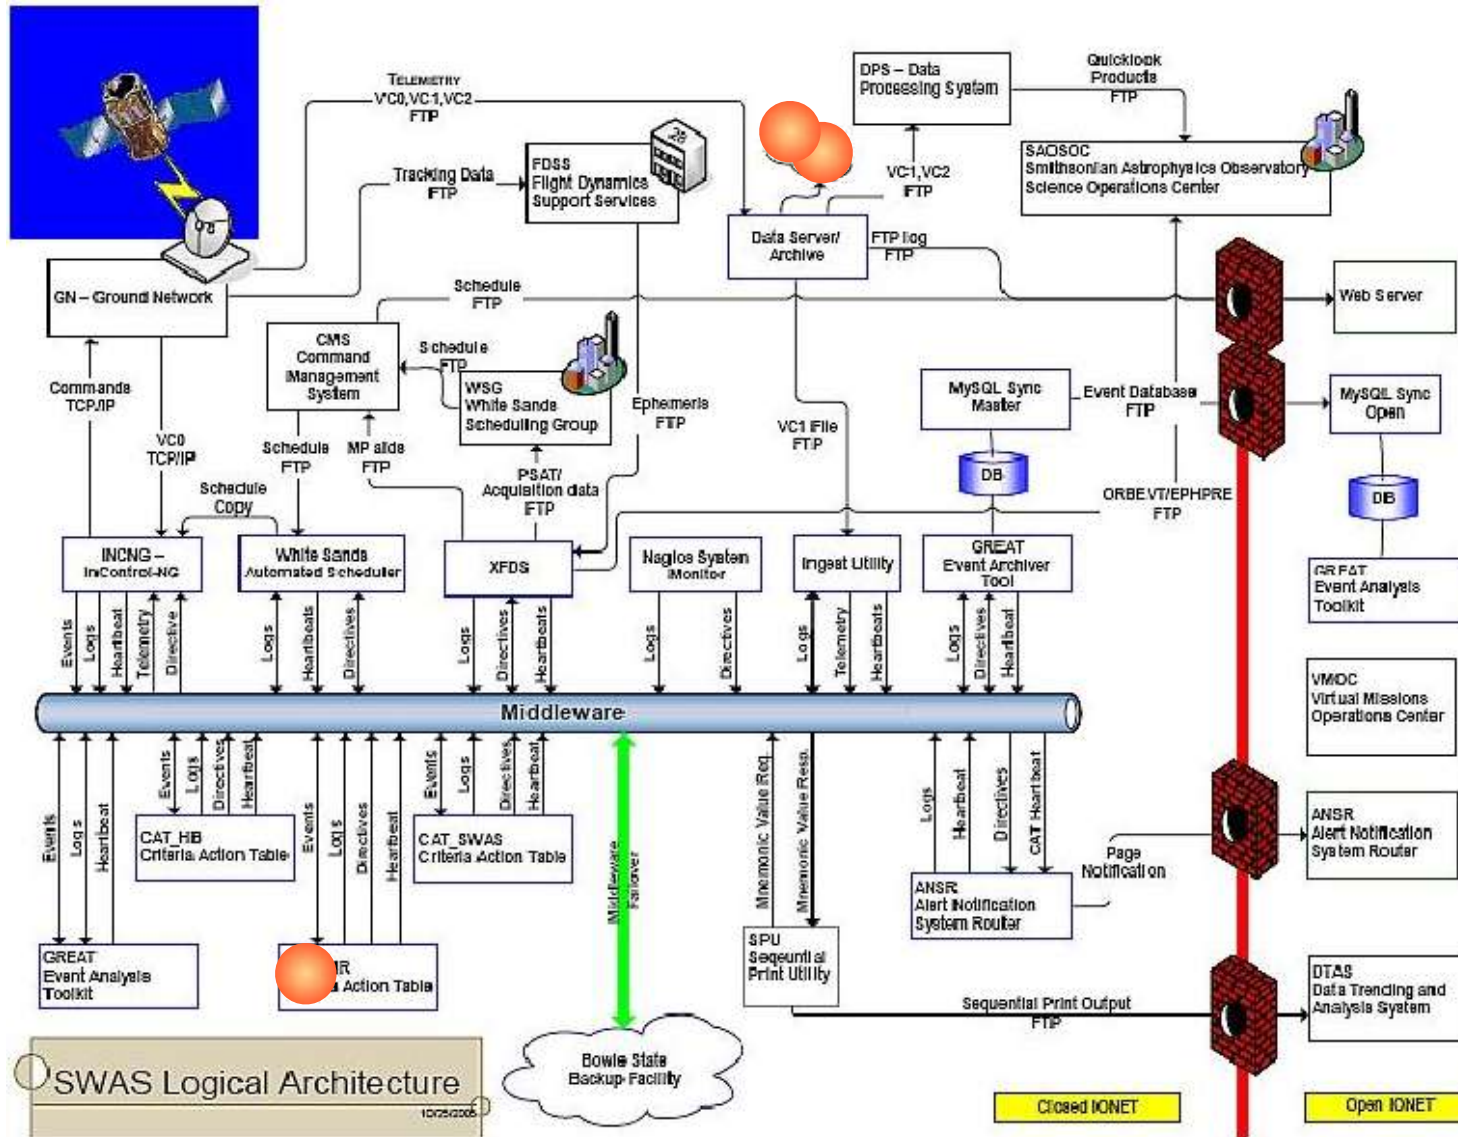 TELEMETRY
VC0,VC1,VC2
FTP
Tracking Data
FTP
28
FDSS
Flight Dynamics
Support Services
DPS – Data
Processing System
Quicklook
Products
FTP
VC1,VC2
FTP
SAOSOC
Smithsonian Astrophysics Observatory
Science Operations Center
Data Server/
Archive
FTP log
FTP
GN – Ground Network
Schedule
FTP
Web Server
CMS
Command
Management
System
Schedule
FTP
WSG
White Sands
Scheduling Group
Commands
TCP/IP
VC0
TCP/IP
Schedule
FTP
MP aids
FTP
PSAT/
Acquisition data
FTP
Ephemeris
FTP
VC1 File
FTP
MySQL Sync
Master
Event Database
FTP
MySQL Sync
Open
DB
DB
ORBEVT/EPHPRE
FTP
Schedule
Copy
INCNG –
InControl-NG
White Sands
Automated Scheduler
XFDS
Nagios System
Monitor
Ingest Utility
GREAT
Event Archiver
Tool
GREAT
Event Analysis
Toolkit
Events
Logs
Heartbeat
Telemetry
Directive
Logs
Heartbeats
Directives
Logs
Directives
Heartbeats
Logs
Directives
Logs
Telemetry
Heartbeats
Logs
Directives
Heartbeat
VMOC
Virtual Missions
Operations Center
Middleware
Events
Logs
Heartbeat
Events
Logs
Directives
Heartbeat
Events
Logs
Directives
Heartbeat
Events
Logs
Directives
Heartbeat
Middleware
Failover
Mnemonic Value Req.
Mnemonic Value Resp.
Logs
Heartbeat
Directives
CAT Heartbeat
CAT_HB
Criteria Action Table
CAT_SWAS
Criteria Action Table
ANSR
Alert Notification
System Router
Page
Notification
ANSR
Alert Notification
System Router
GREAT
Event Analysis
Toolkit
Action Table
SPU
Seqeuntial
Print Utility
Sequential Print Output
FTP
DTAS
Data Trending and
Analysis System
Bowie State
Backup Facility
SWAS Logical Architecture
Closed IONET
Open IONET